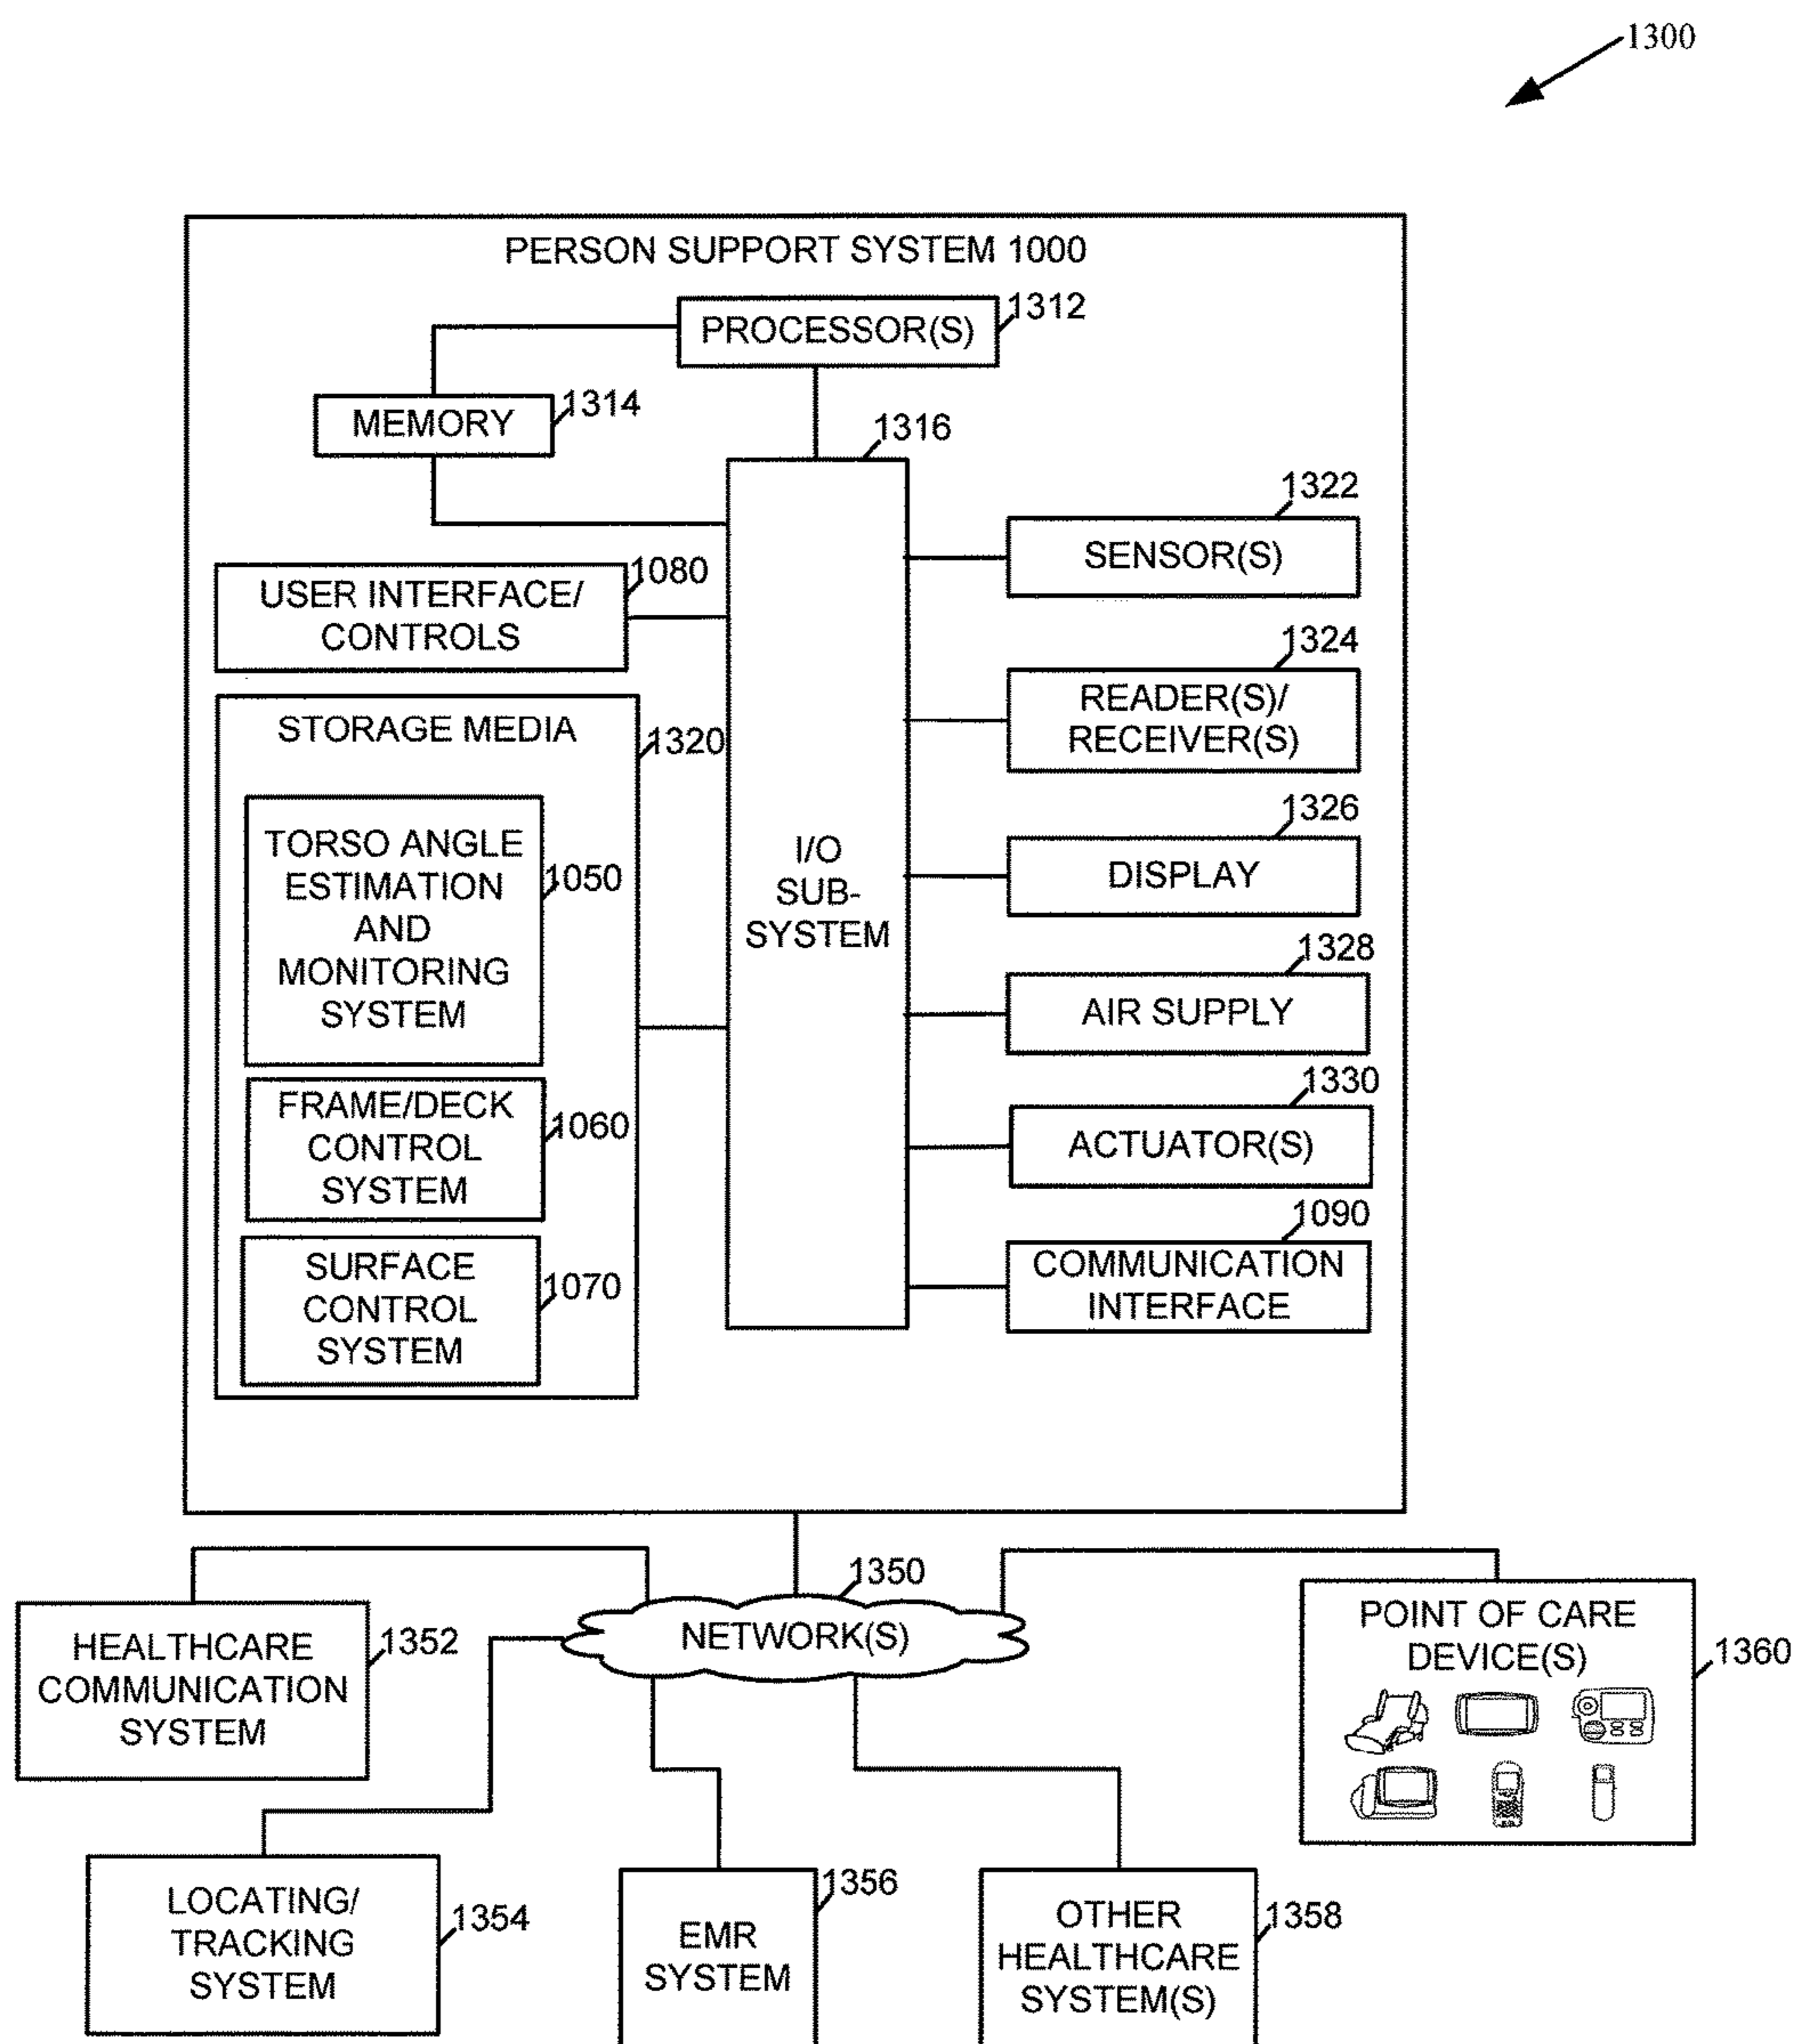 1300
PERSON SUPPORT SYSTEM 1000
PROCESSOR(S)
1312
MEMORY
1314
1316
I/O
SUB-
SYSTEM
USER INTERFACE/
CONTROLS
1080
STORAGE MEDIA
1320
TORSO ANGLE
ESTIMATION
AND
MONITORING
SYSTEM
1050
FRAME/DECK
CONTROL
SYSTEM
1060
SURFACE
CONTROL
SYSTEM
1070
1322
SENSOR(S)
1324
READER(S)/
RECEIVER(S)
1326
DISPLAY
1328
AIR SUPPLY
1330
ACTUATOR(S)
1090
COMMUNICATION
INTERFACE
1350
NETWORK(S)
HEALTHCARE
COMMUNICATION
SYSTEM
1352
POINT OF CARE
DEVICE(S)
1360
LOCATING/
TRACKING
SYSTEM
1354
EMR
SYSTEM
1356
OTHER
HEALTHCARE
SYSTEM(S)
1358